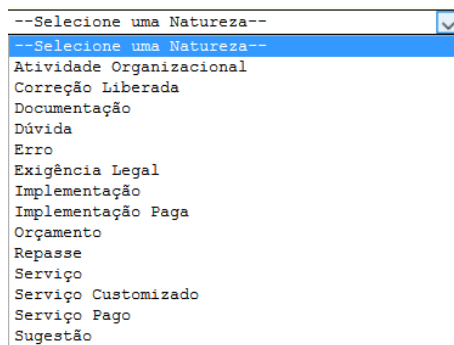 --Selecione uma Natureza--
--Selecione uma Natureza--
Atividade Organizacional
Correção Liberada
Documentação
Dúvida
Erro
Exigência Legal
Implementação
Implementação Paga
Orçamento
Repasse
Serviço
Serviço Customizado
Serviço Pago
Sugestão